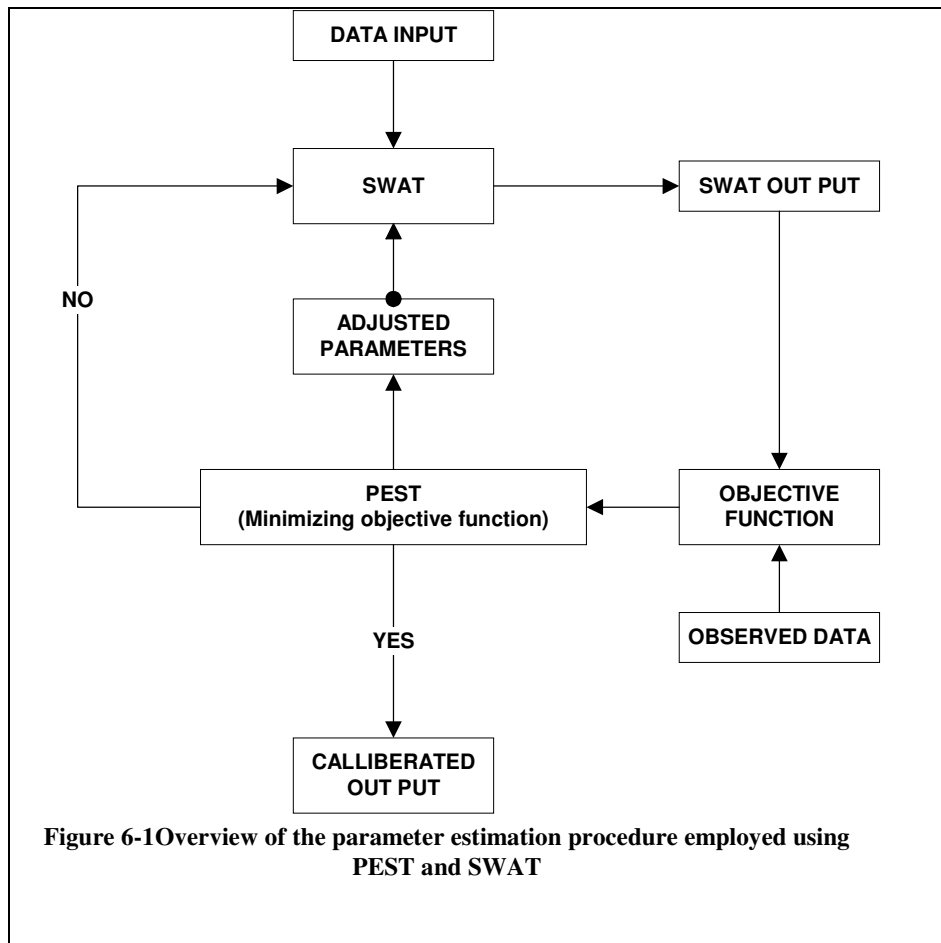 DATA INPUT
SWAT
SWAT OUT PUT
NO
ADJUSTED
PARAMETERS
PEST
(Minimizing objective function)
OBJECTIVE
FUNCTION
YES
OBSERVED DATA
CALLIBERATED
OUT PUT
Figure 6-1Overview of the parameter estimation procedure employed using
PEST and SWAT